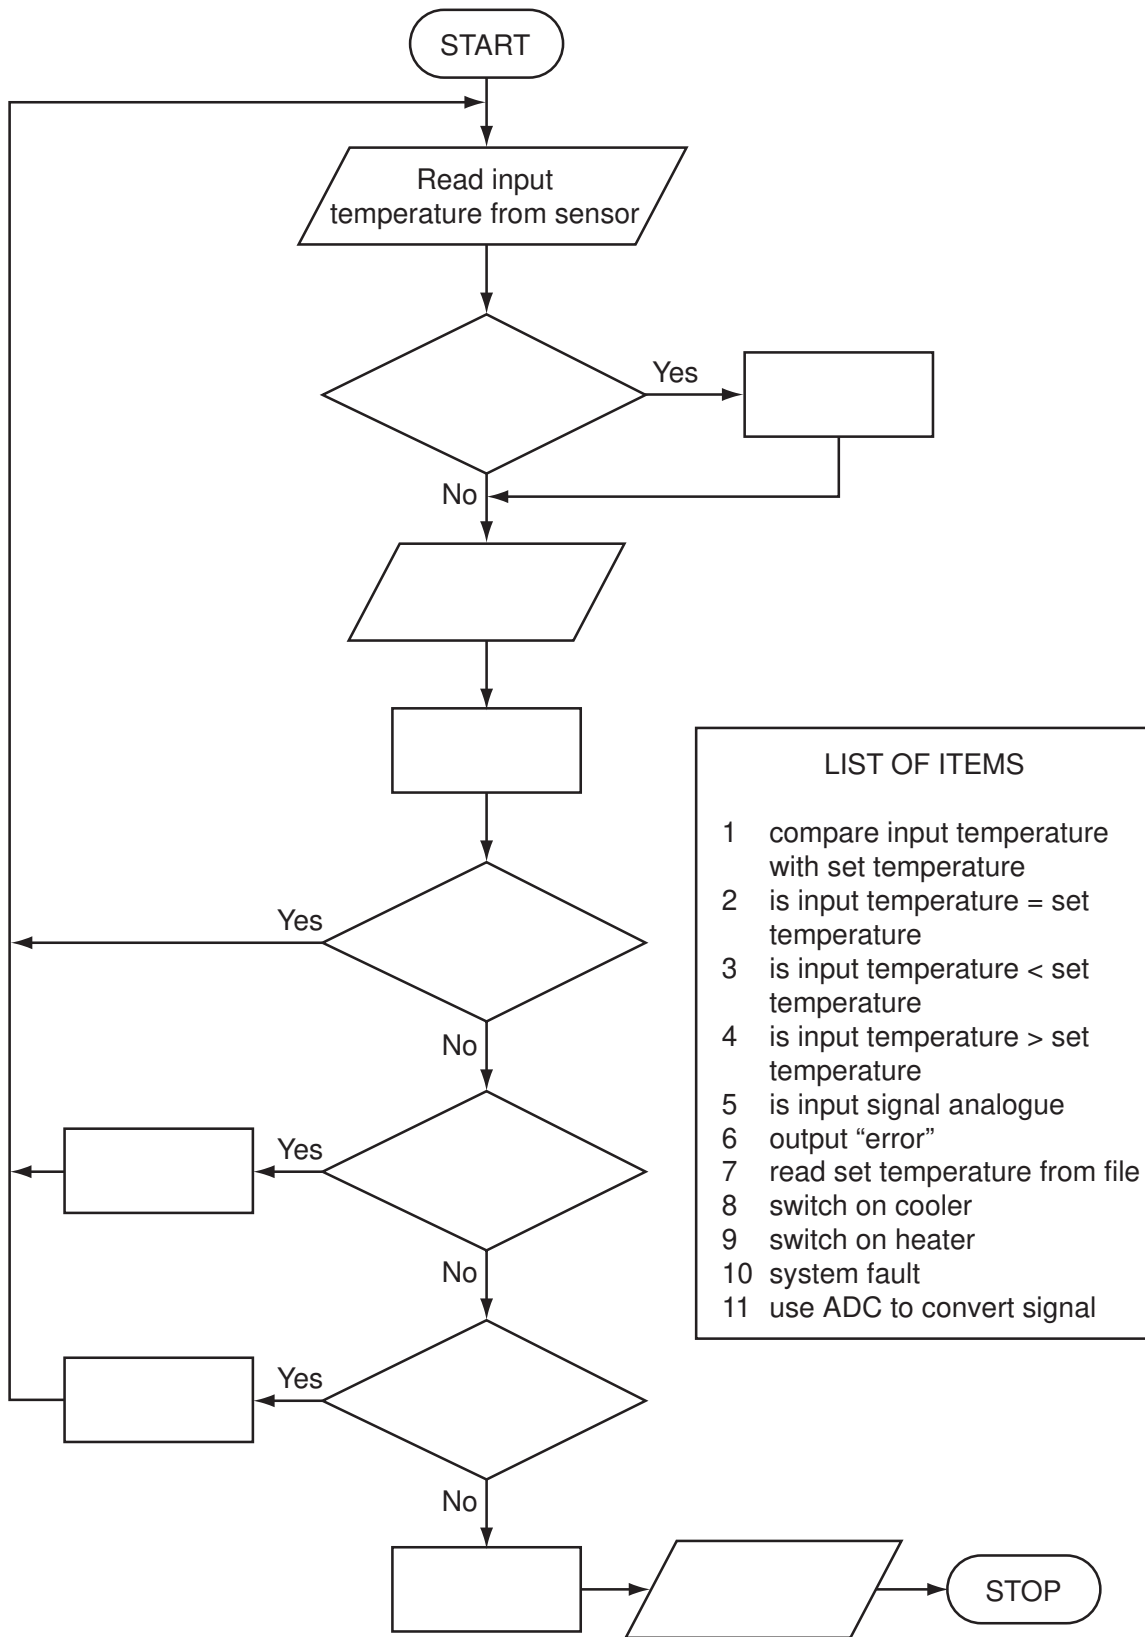 START
Read input
temperature from sensor
Yes
No
Yes
No
Yes
No
Yes
No
STOP
LIST OF ITEMS
1 compare input temperature
with set temperature
2 is input temperature = set
temperature
3 is input temperature < set
temperature
4 is input temperature > set
temperature
5 is input signal analogue
6 output “error”
7 read set temperature from file
8 switch on cooler
9 switch on heater
10 system fault
11 use ADC to convert signal